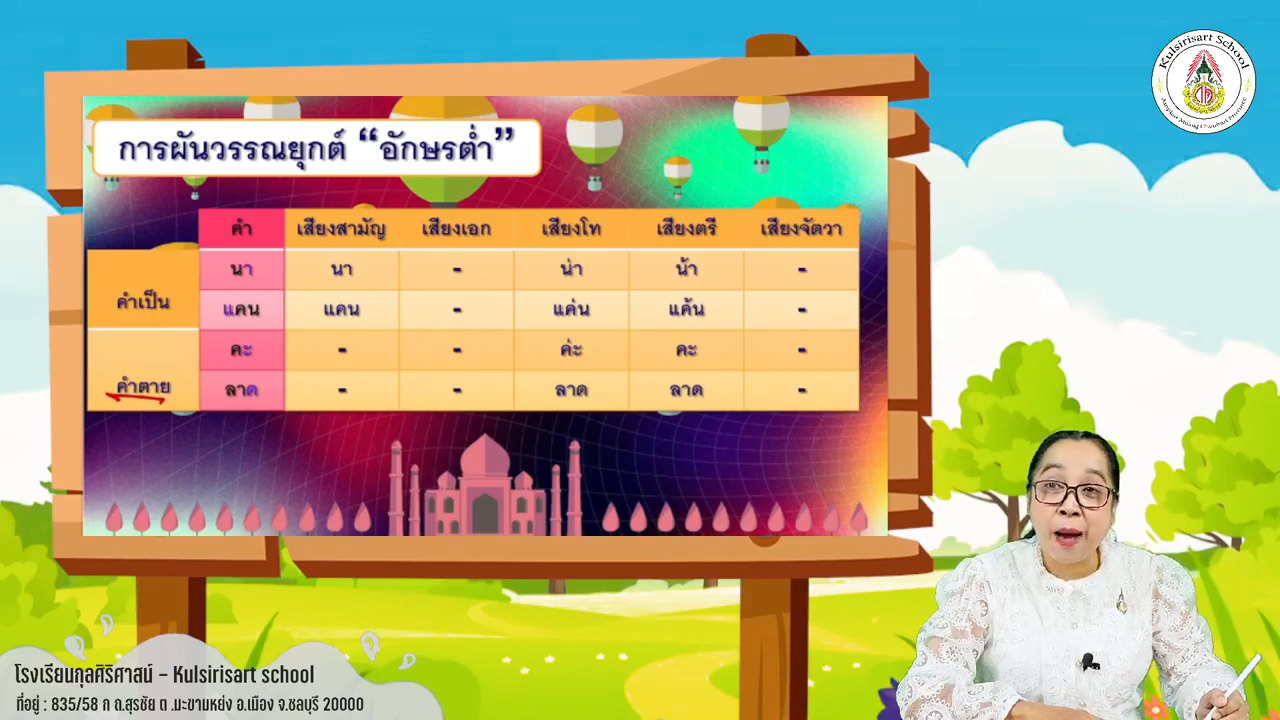 Kulsirisart School
การผันวรรณยุกต์ “อักษรต่ำ”
คำ เสียงสามัญ เสียงเอก เสียงโท เสียงตรี เสียงจัตวา
คำเป็น
นา นา - น่า น้า -
แคน แคน - แค่น แค้น -
คำตาย
คะ - - ค่ะ คะ -
ลาด - - ลาด ลาด -
โรงเรียนกุลศิริศาสน์ - Kulsirisart school
ที่อยู่ : 835/58 ก ถ.สุรชัย ต .มะขามหย่ง อ.เมือง จ.ชลบุรี 20000